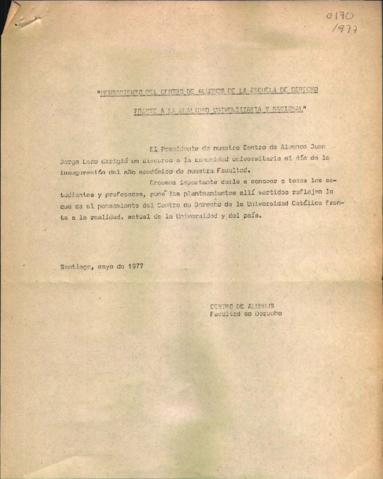 0170
/977
"PENSAMIENTO DEL CENTRO DE ALUMNOS DE LA ESCUELA DE DERECHO
FRENTE A LA REALIDAD UNIVERSITARIA Y NACIONAL"
El Presidente de nuestro Centro de Alumnos Juan
Jorge Lazo dirigió un discurso a la comunidad universitaria el día de la
inauguración del año académico de nuestra Facultad.
Creemos importante darle a conocer a todos los es-
tudiantes y profesores, pues los planteamientos allí vertidos reflejan lo
que es el pensamiento del Centro de Derecho de la Universidad Católica fren-
te a la realidad, actual de la Universidad y del país.
Santiago, mayo de 1977
CENTRO DE ALUMNOS
Facultad de Derecho